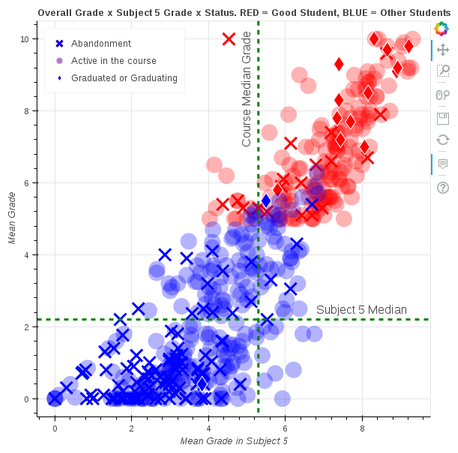 Overall Grade x Subject 5 Grade x Status. RED = Good Student, BLUE = Other Students
Abandonment
Active in the course
Graduated or Graduating
Course Median Grade
Subject 5 Median
Mean Grade
10
8
6
4
2
0
0
2
4
6
8
Mean Grade in Subject 5